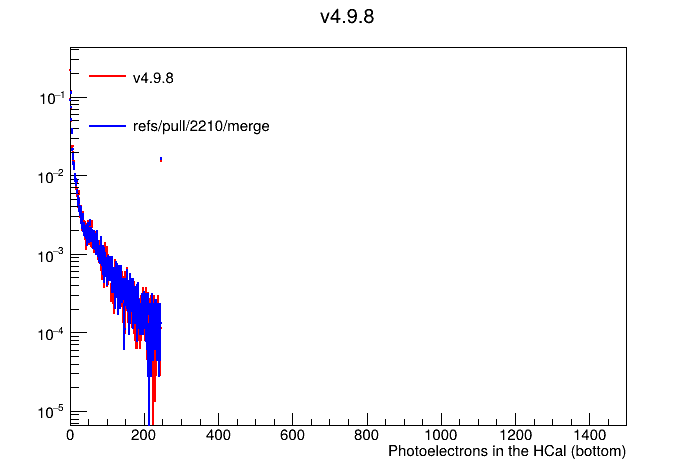 v4.9.8
v4.9.8
refs/pull/2210/merge
10⁻¹
10⁻²
10⁻³
10⁻⁴
10⁻⁵
0 200 400 600 800 1000 1200 1400
Photoelectrons in the HCal (bottom)